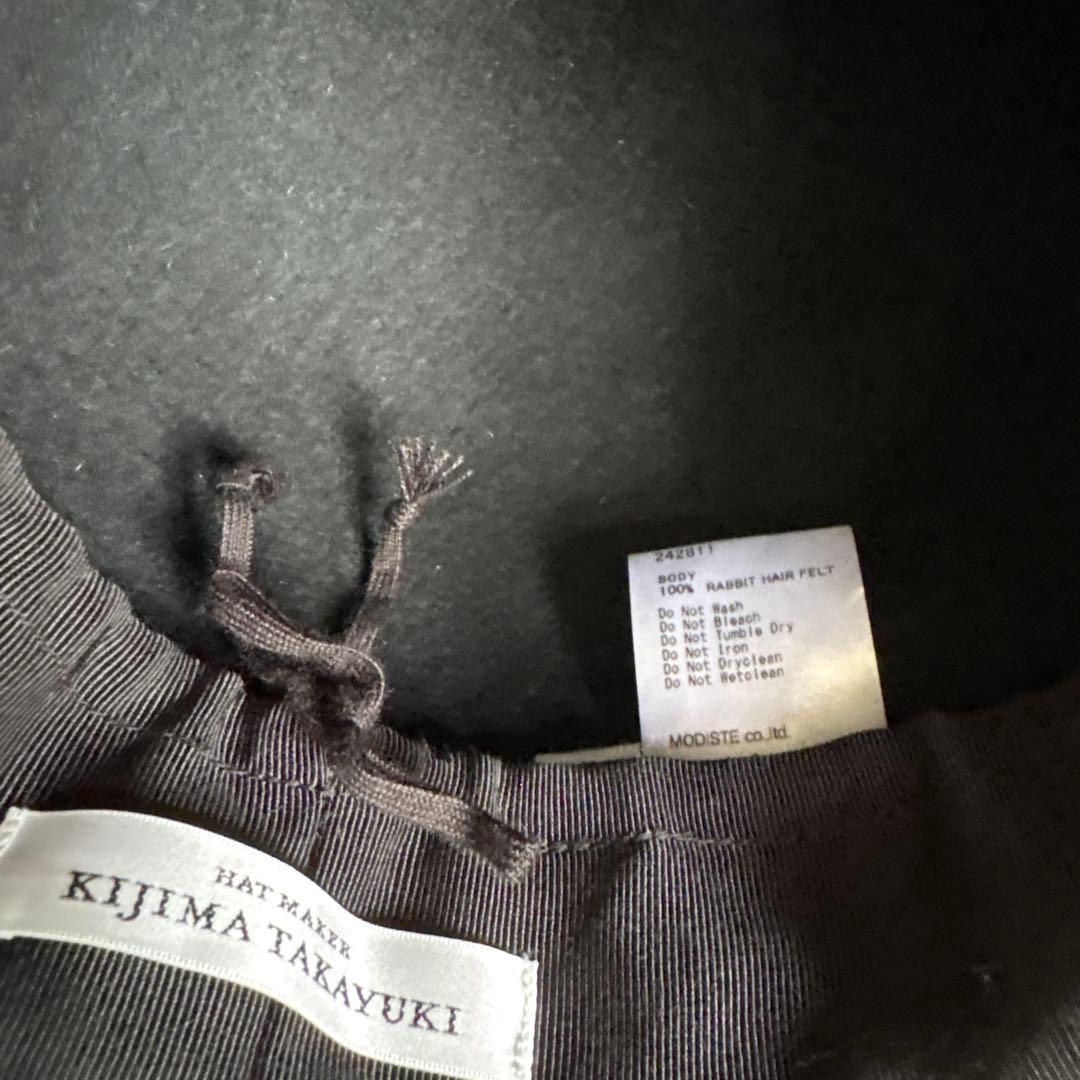 242811
BODY
100% RABBIT HAIR FELT
Do Not Wash
Do Not Bleach
Do Not Tumble Dry
Do Not Iron
Do Not Dryclean
Do Not Wetclean
MODISTE co.,ltd.
HAT MAKER
KIJIMA TAKAYUKI